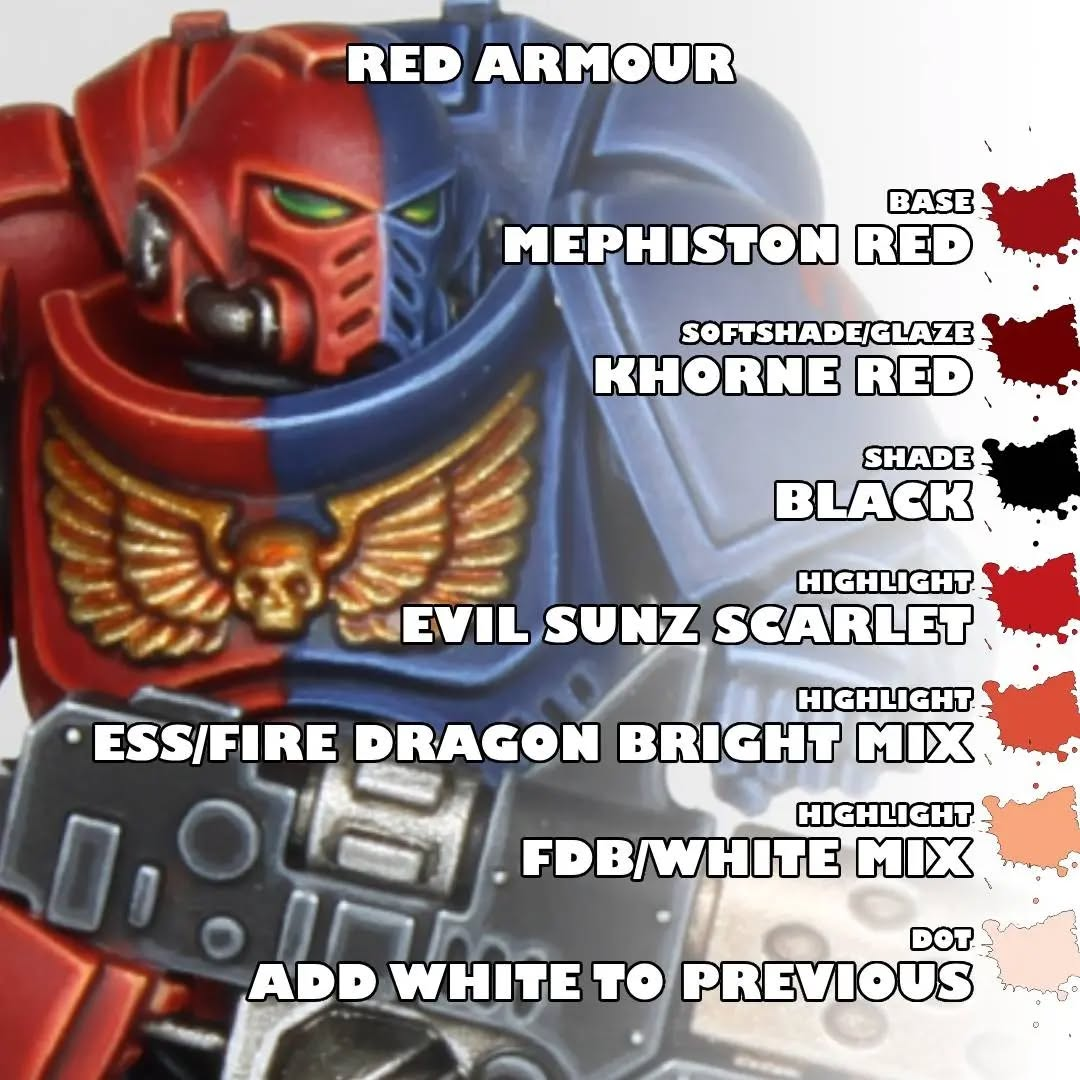 RED ARMOUR
BASE
MEPHISTON RED
SOFTSHADE/GLAZE
KHORNE RED
SHADE
BLACK
HIGHLIGHT
EVIL SUNZ SCARLET
HIGHLIGHT
ESS/FIRE DRAGON BRIGHT MIX
HIGHLIGHT
FDB/WHITE MIX
DOT
ADD WHITE TO PREVIOUS